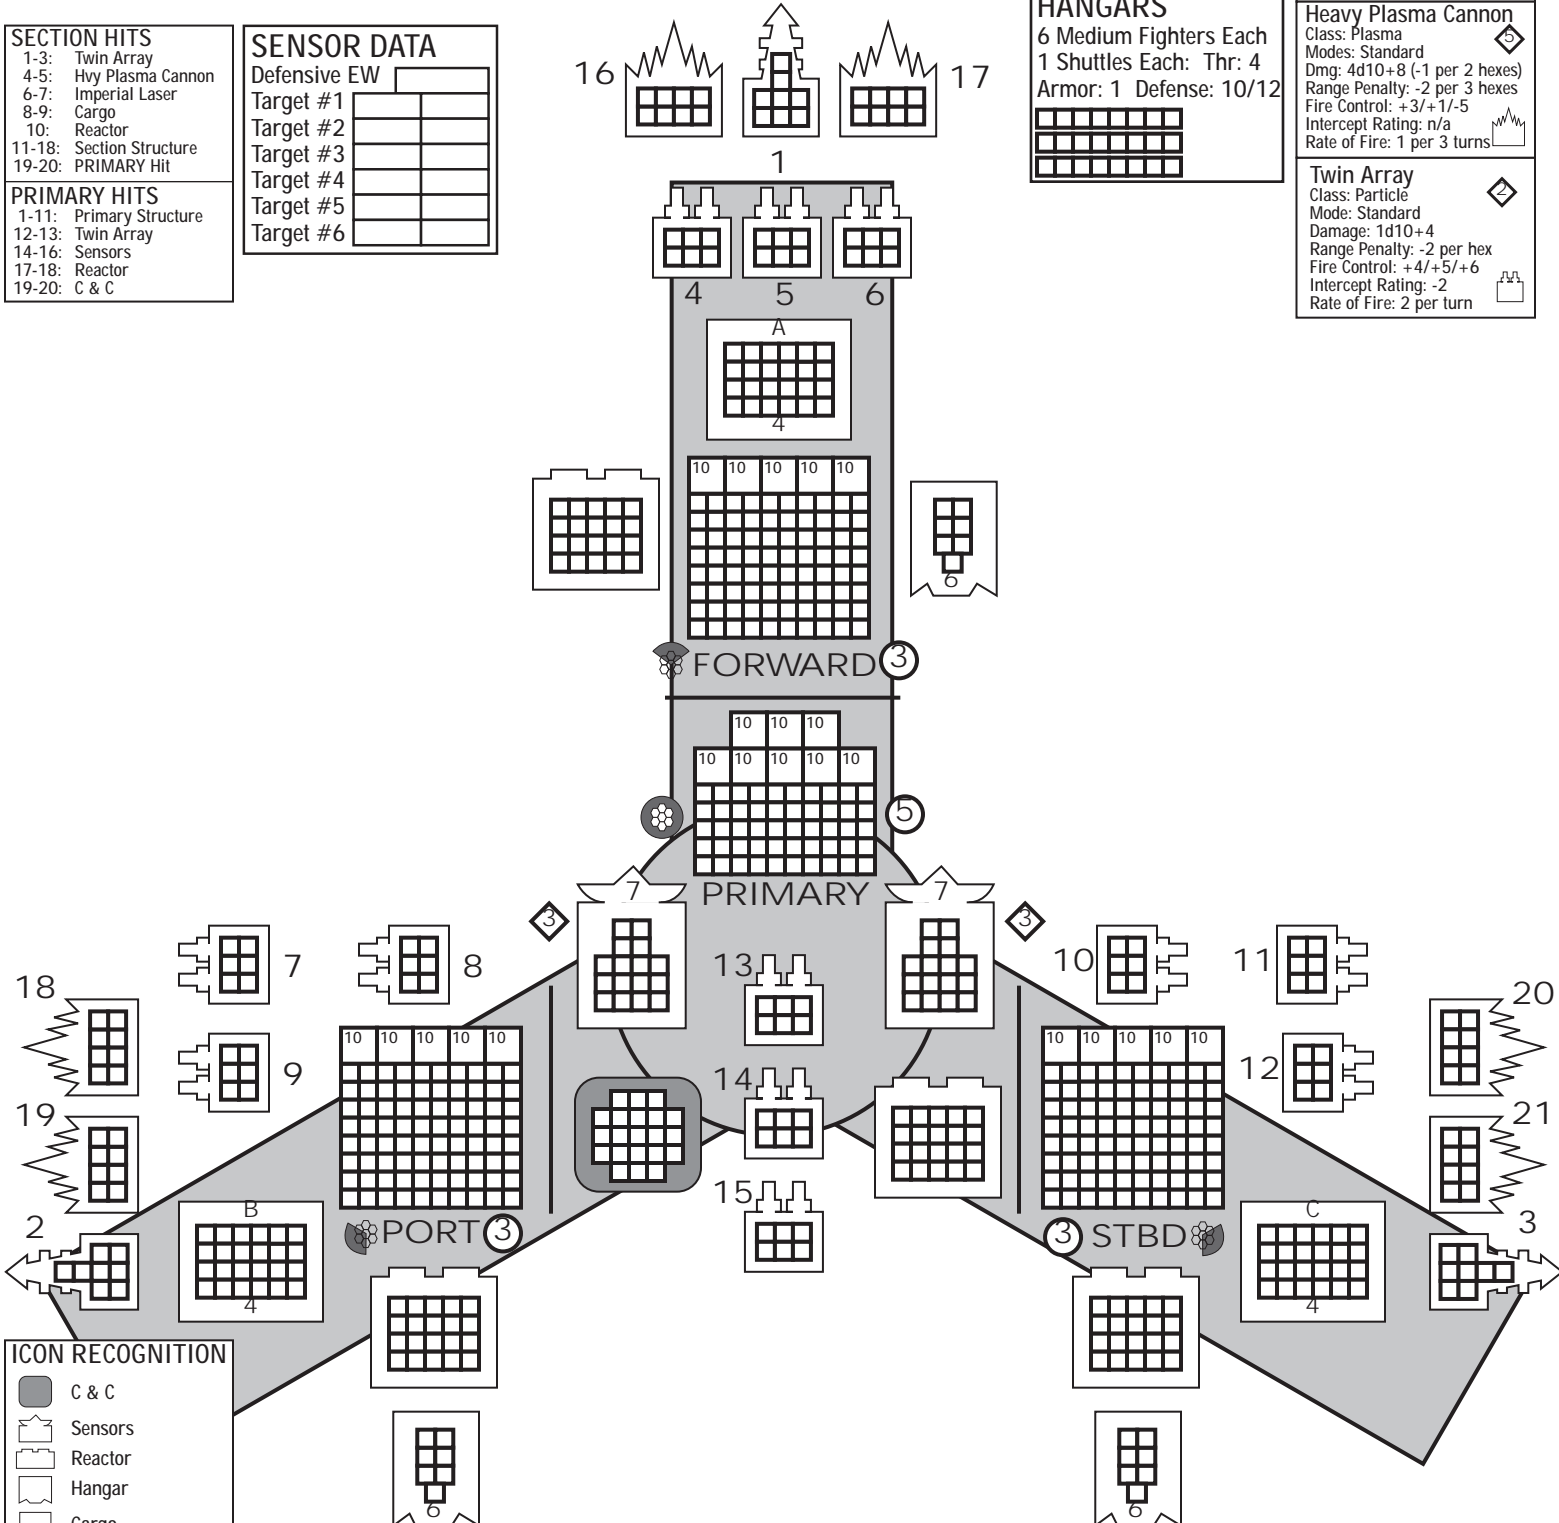 SECTION HITS
1-3: Twin Array
4-5: Hvy Plasma Cannon
6-7: Imperial Laser
8-9: Cargo
10: Reactor
11-18: Section Structure
19-20: PRIMARY Hit
PRIMARY HITS
1-11: Primary Structure
12-13: Twin Array
14-16: Sensors
17-18: Reactor
19-20: C & C
SENSOR DATA
Defensive EW
Target #1
Target #2
Target #3
Target #4
Target #5
Target #6
16
17
1
HANGARS
6 Medium Fighters Each
1 Shuttles Each: Thr: 4
Armor: 1 Defense: 10/12
Heavy Plasma Cannon
Class: Plasma
5
Modes: Standard
Dmg: 4d10+8 (-1 per 2 hexes)
Range Penalty: -2 per 3 hexes
Fire Control: +3/+1/-5
Intercept Rating: n/a
Rate of Fire: 1 per 3 turns
Twin Array
2
Class: Particle
Mode: Standard
Damage: 1d10+4
Range Penalty: -2 per hex
Fire Control: +4/+5/+6
Intercept Rating: -2
Rate of Fire: 2 per turn
4 5 6
A
4
10 10 10 10 10
6
FORWARD 3
10 10 10
10 10 10 10 10
5
PRIMARY
7 7
3 3
7 8 13 10 11
18 20
10 10 10 10 10
10 10 10 10 10
9 14 12
19 21
15
B C
2 PORT 3 3 STBD 3
4 4
ICON RECOGNITION
C & C
Sensors
Reactor
Hangar
Cargo
6 6